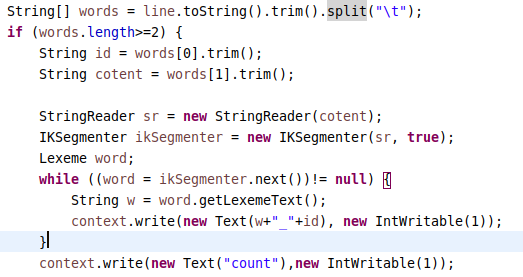 String[] words = line.toString().trim().split("\t");
if (words.length>=2) {
String id = words[0].trim();
String cotent = words[1].trim();
StringReader sr = new StringReader(cotent);
IKSegmenter ikSegmenter = new IKSegmenter(sr, true);
Lexeme word;
while ((word = ikSegmenter.next())!= null) {
String w = word.getLexemeText();
context.write(new Text(w+"_"+id), new IntWritable(1));
}
context.write(new Text("count"),new IntWritable(1));